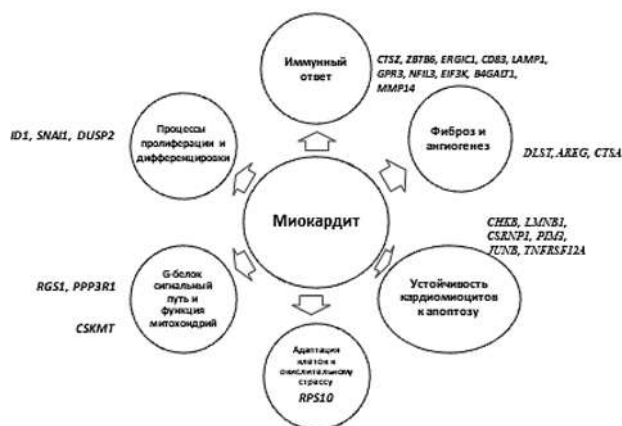 Иммунный
ответ
CTSZ, ZBTB6, ERGIC1, CD83, LAMP1,
GPR3, NFIL3, EIF3K, B4GALT1,
MMP14
ID1, SNAI1, DUSP2
Процессы
пролиферации и
дифференцировки
Фиброз и
ангиогенез
DLST, AREG, CTSA
Миокардит
CHKB, LMNB1,
CSRNP1, PIM3,
JUNB, TNFRSF12A
RGS1, PPP3R1
CSKMT
G-белок
сигнальный
путь и
функция
митохондрий
Устойчивость
кардиомиоцитов
к апоптозу
Адаптация
клеток к
окислительному
стрессу
RPS10